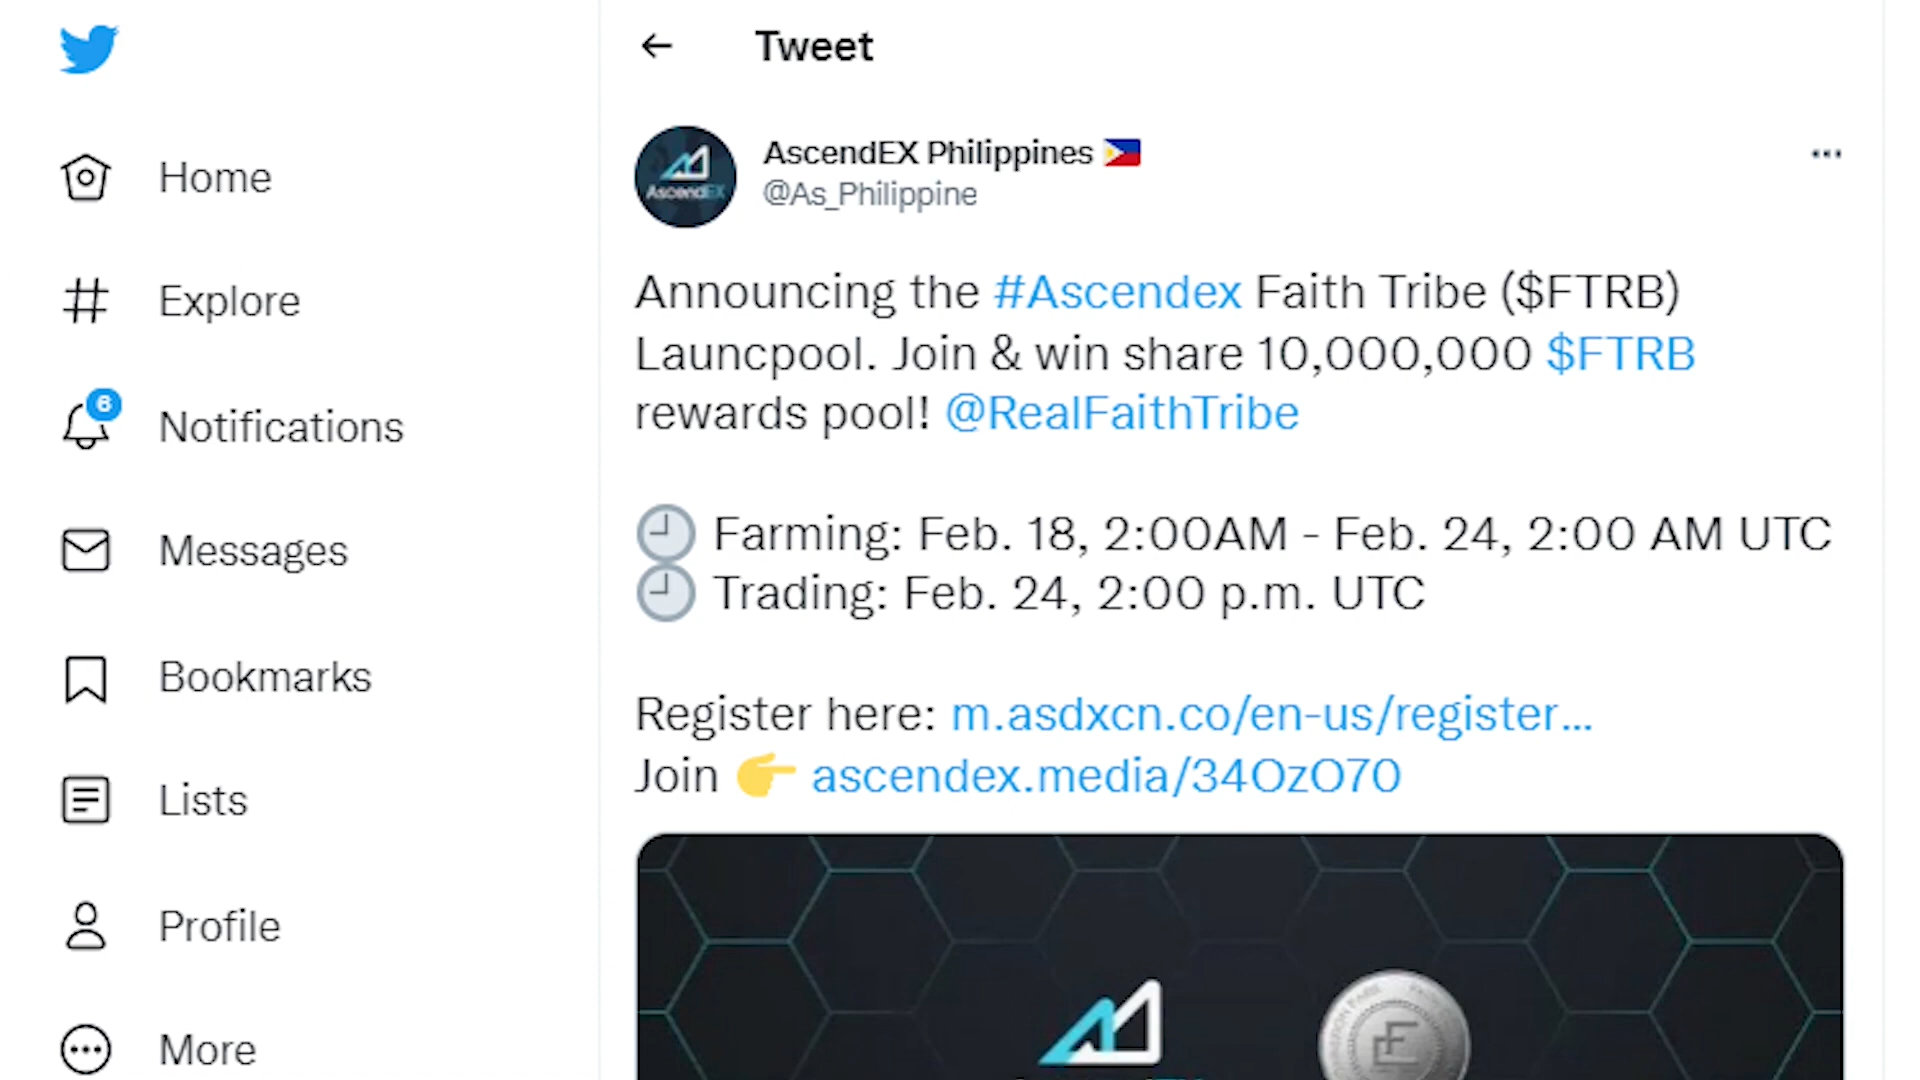 Tweet
Home
Explore
6
Notifications
Messages
Bookmarks
Lists
Profile
More
AscendEX
AscendEX Philippines 🇵🇭
@As_Philippine
Announcing the #Ascendex Faith Tribe ($FTRB)
Launcpool. Join & win share 10,000,000 $FTRB
rewards pool! @RealFaithTribe
🕘 Farming: Feb. 18, 2:00AM - Feb. 24, 2:00 AM UTC
🕘 Trading: Feb. 24, 2:00 p.m. UTC
Register here: m.asdxcn.co/en-us/register...
Join 👉 ascendex.media/34OzO70